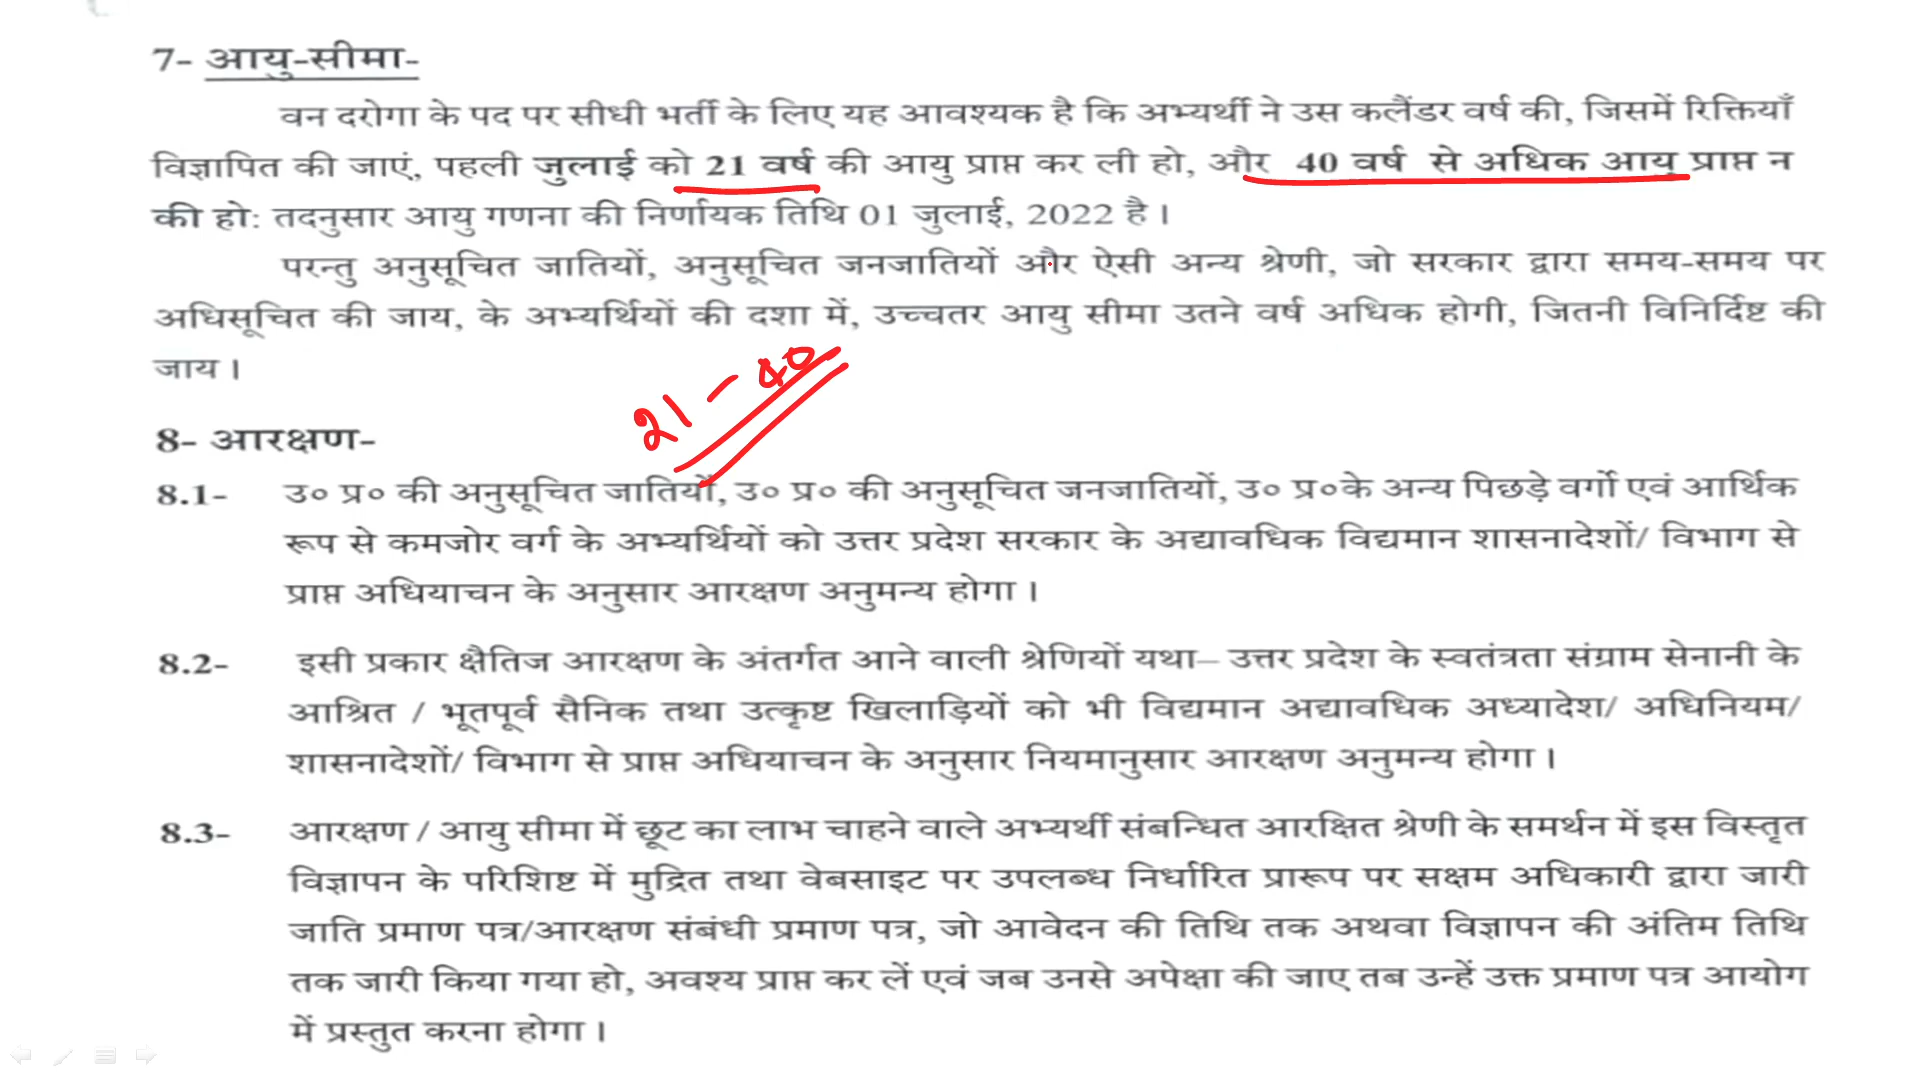 7- आयु-सीमा-
वन दरोगा के पद पर सीधी भर्ती के लिए यह आवश्यक है कि अभ्यर्थी ने उस कलैंडर वर्ष की, जिसमें रिक्तियाँ
विज्ञापित की जाएं, पहली जुलाई को 21 वर्ष की आयु प्राप्त कर ली हो, और 40 वर्ष से अधिक आयु प्राप्त न
की हो: तदनुसार आयु गणना की निर्णायक तिथि 01 जुलाई, 2022 है।
परन्तु अनुसूचित जातियों, अनुसूचित जनजातियों और ऐसी अन्य श्रेणी, जो सरकार द्वारा समय-समय पर
अधिसूचित की जाय, के अभ्यर्थियों की दशा में, उच्चतर आयु सीमा उतने वर्ष अधिक होगी, जितनी विनिर्दिष्ट की
जाय।
21 - 40
8- आरक्षण-
8.1- उ० प्र० की अनुसूचित जातियों, उ० प्र० की अनुसूचित जनजातियों, उ० प्र०के अन्य पिछड़े वर्गो एवं आर्थिक
रूप से कमजोर वर्ग के अभ्यर्थियों को उत्तर प्रदेश सरकार के अद्यावधिक विद्यमान शासनादेशों/ विभाग से
प्राप्त अधियाचन के अनुसार आरक्षण अनुमन्य होगा।
8.2- इसी प्रकार क्षैतिज आरक्षण के अंतर्गत आने वाली श्रेणियों यथा– उत्तर प्रदेश के स्वतंत्रता संग्राम सेनानी के
आश्रित / भूतपूर्व सैनिक तथा उत्कृष्ट खिलाड़ियों को भी विद्यमान अद्यावधिक अध्यादेश/ अधिनियम/
शासनादेशों/ विभाग से प्राप्त अधियाचन के अनुसार नियमानुसार आरक्षण अनुमन्य होगा।
8.3- आरक्षण / आयु सीमा में छूट का लाभ चाहने वाले अभ्यर्थी संबन्धित आरक्षित श्रेणी के समर्थन में इस विस्तृत
विज्ञापन के परिशिष्ट में मुद्रित तथा वेबसाइट पर उपलब्ध निर्धारित प्रारूप पर सक्षम अधिकारी द्वारा जारी
जाति प्रमाण पत्र/आरक्षण संबंधी प्रमाण पत्र, जो आवेदन की तिथि तक अथवा विज्ञापन की अंतिम तिथि
तक जारी किया गया हो, अवश्य प्राप्त कर लें एवं जब उनसे अपेक्षा की जाए तब उन्हें उक्त प्रमाण पत्र आयोग
में प्रस्तुत करना होगा।